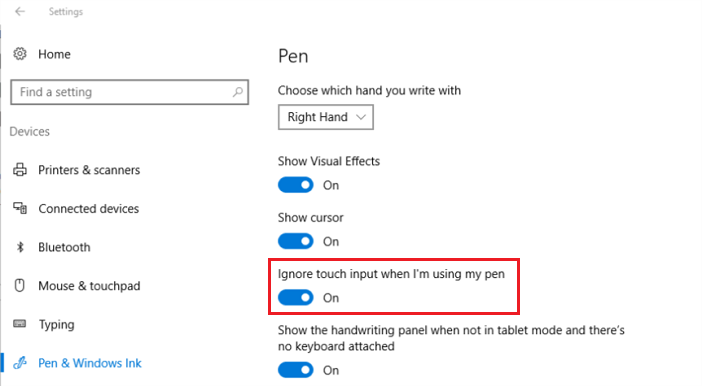 Settings
Home
Find a setting
Devices
Printers & scanners
Connected devices
Bluetooth
Mouse & touchpad
Typing
Pen & Windows Ink
Pen
Choose which hand you write with
Right Hand
Show Visual Effects
On
Show cursor
On
Ignore touch input when I'm using my pen
On
Show the handwriting panel when not in tablet mode and there's
no keyboard attached
On